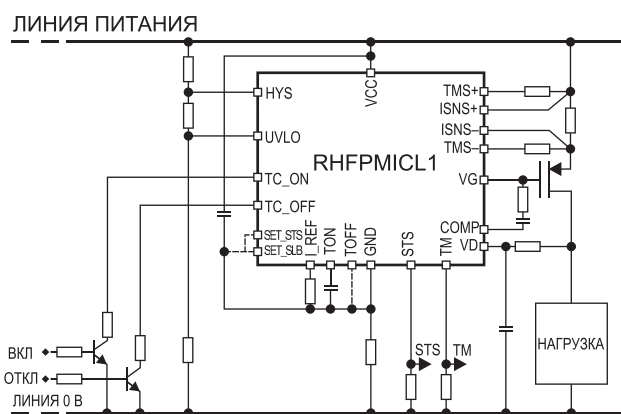 ЛИНИЯ ПИТАНИЯ
HYS
UVLO
TC_ON
TC_OFF
SET_STS
SET_SLB
VCC
RHFPMICL1
TMS+
ISNS+
ISNS–
TMS–
VG
COMP
VD
I_REF
TON
TOFF
GND
STS
TM
STS
TM
НАГРУЗКА
ВКЛ
ОТКЛ
ЛИНИЯ 0 В